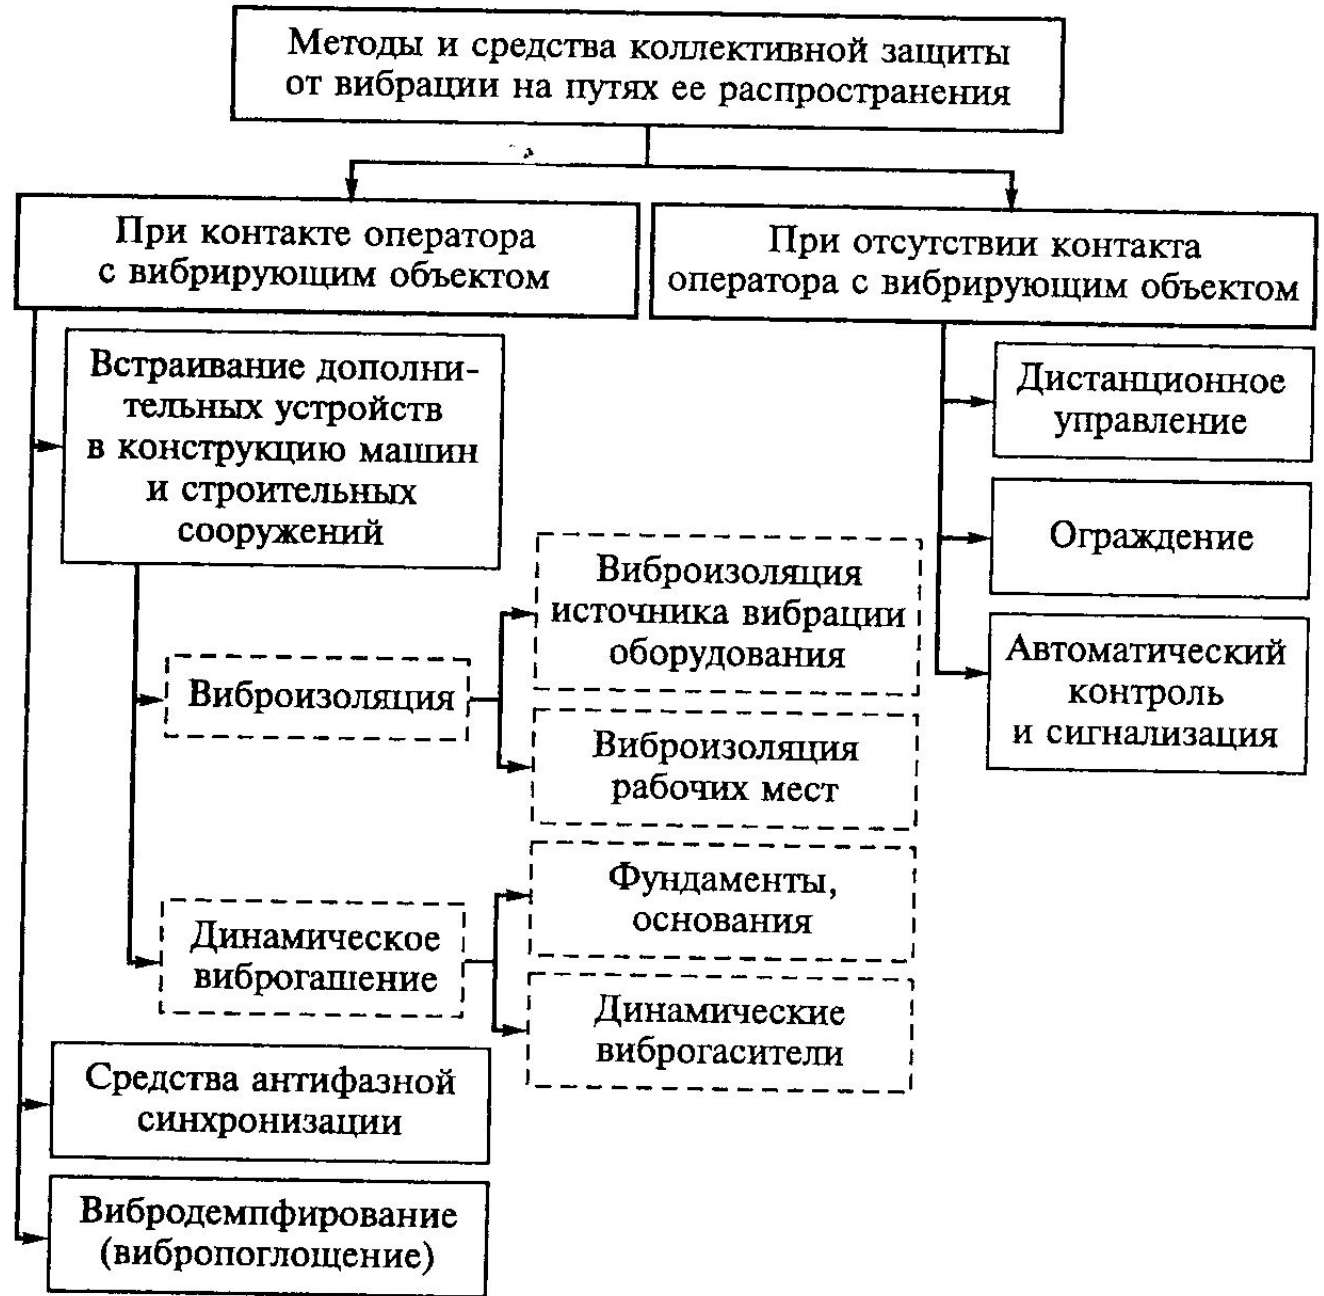 Методы и средства коллективной защиты
от вибрации на путях ее распространения
При контакте оператора
с вибрирующим объектом
При отсутствии контакта
оператора с вибрирующим объектом
Встраивание дополни-
тельных устройств
в конструкцию машин
и строительных
сооружений
Дистанционное
управление
Ограждение
Автоматический
контроль
и сигнализация
Виброизоляция
Виброизоляция
источника вибрации
оборудования
Виброизоляция
рабочих мест
Динамическое
виброгашение
Фундаменты,
основания
Динамические
виброгасители
Средства антифазной
синхронизации
Вибродемпфирование
(вибропоглощение)